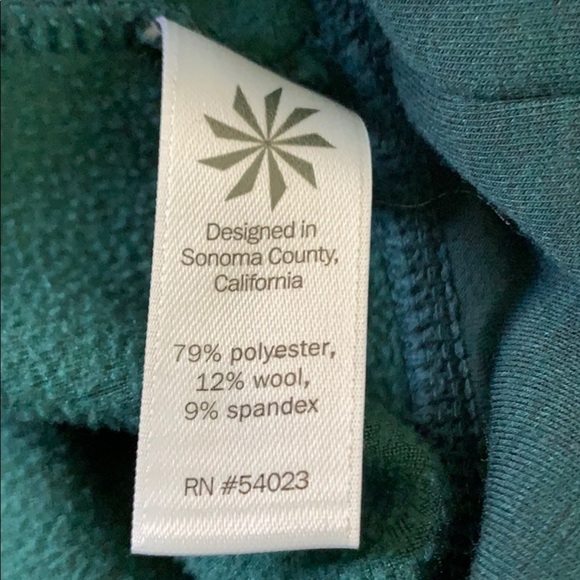 Designed in
Sonoma County,
California
79% polyester,
12% wool,
9% spandex
RN #54023